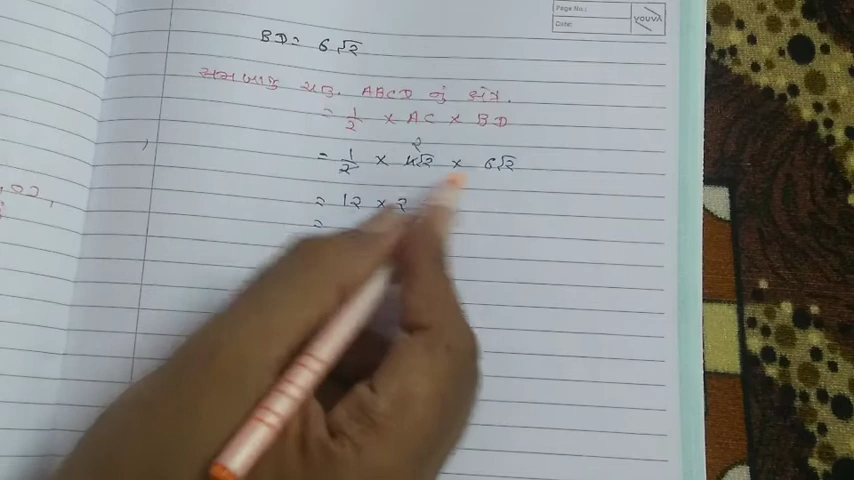 Page No.:
Date:
YOUVA
BD = 6√2
સમબાજુ ચતુ. ABCD નું ક્ષેત્ર.
= 1/2 × AC × BD
2
= 1/2 × 4√2 × 6√2
= 12 × 2
=